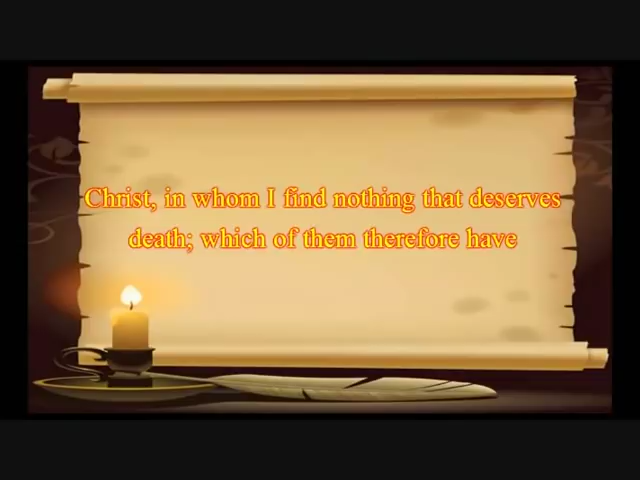 Christ, in whom I find nothing that deserves
death; which of them therefore have